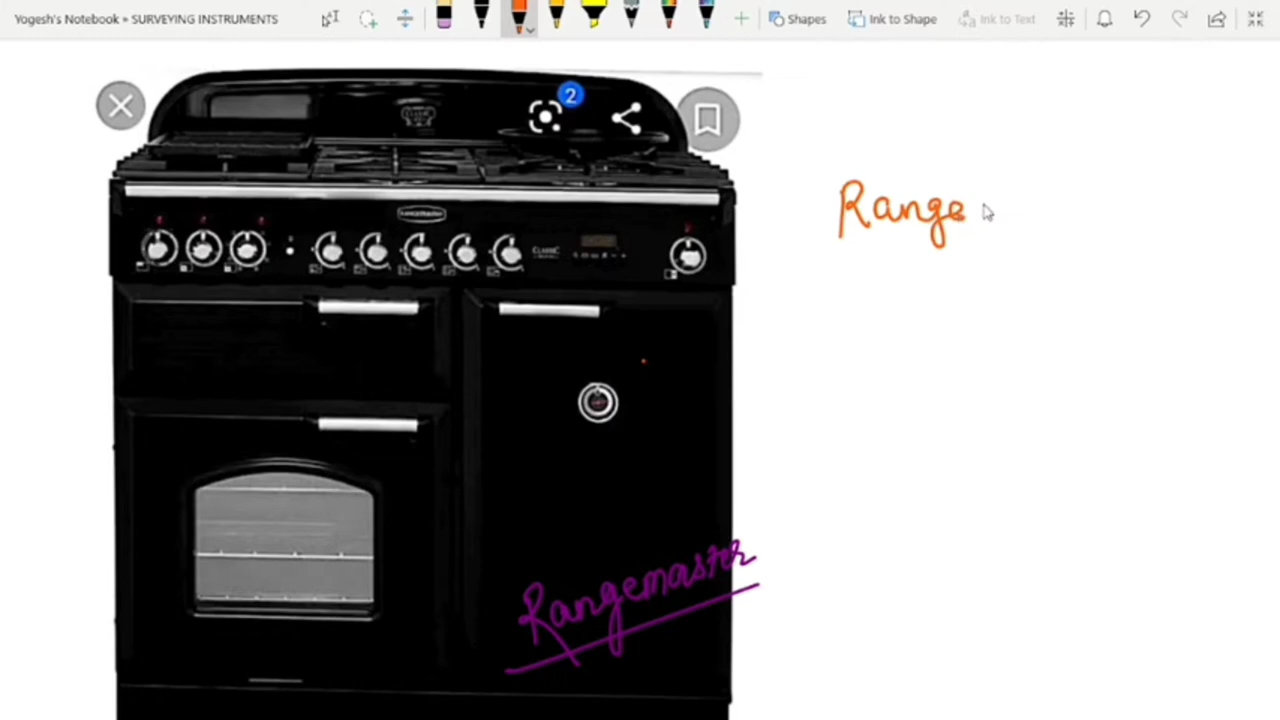 Yogesh's Notebook » SURVEYING INSTRUMENTS
Shapes
Ink to Shape
Ink to Text
2
RANGEMASTER
CLASSIC
Range
Rangemaster